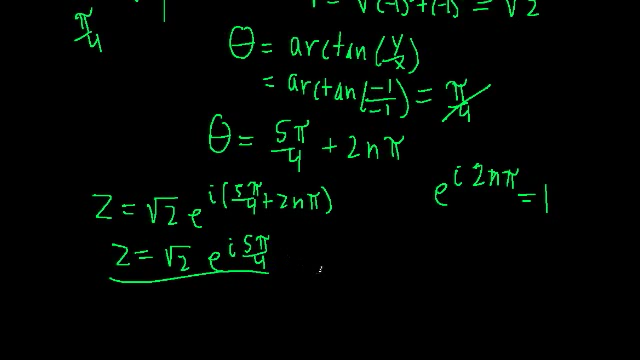 r = √(-1)²+(-1)² = √2
π/4
θ = arctan(y/x)
= arctan(-1/-1) = π/4
θ = 5π/4 + 2nπ
z = √2 e^i(5π/4+2nπ)
e^i2nπ = 1
z = √2 e^i5π/4